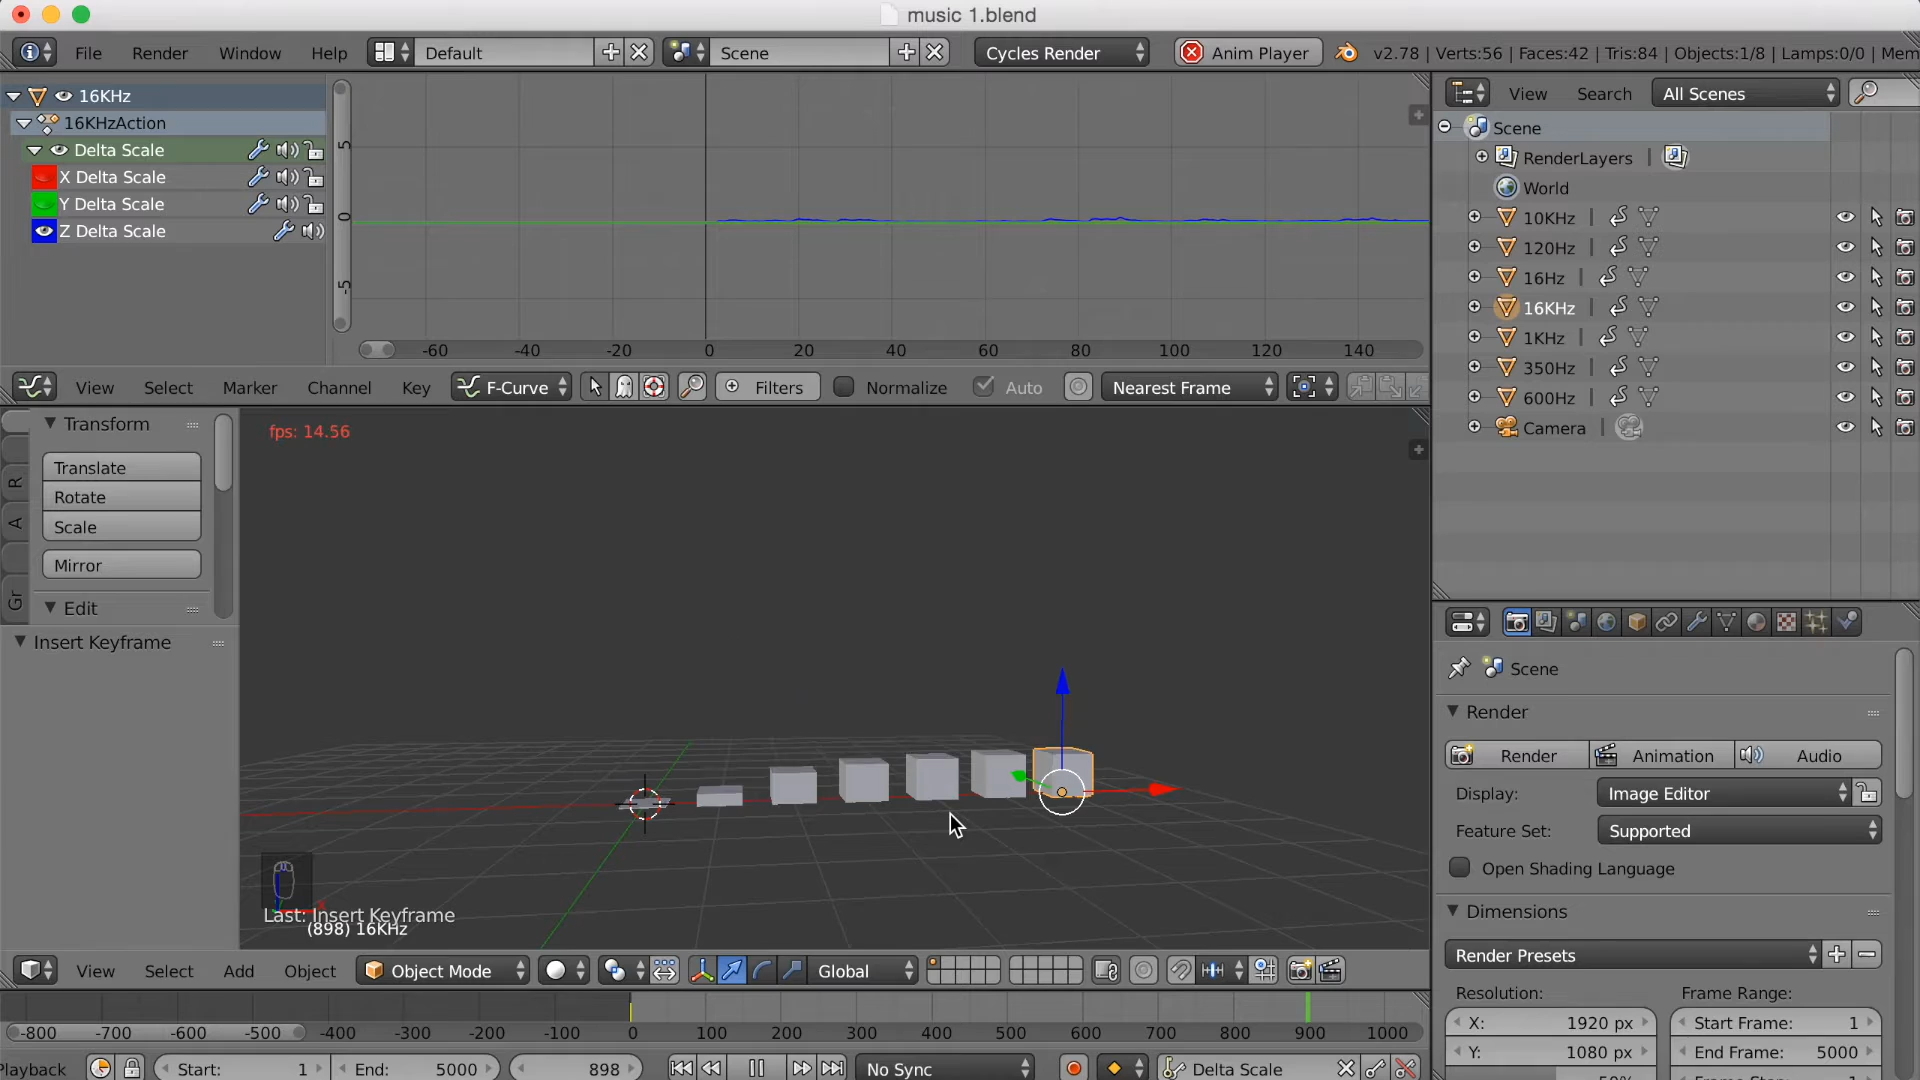 music 1.blend
File Render Window Help Default Scene Cycles Render Anim Player v2.78 | Verts:56 | Faces:42 | Tris:84 | Objects:1/8 | Lamps:0/0 | Mem
16KHz
16KHzAction
Delta Scale
X Delta Scale
Y Delta Scale
Z Delta Scale
5
0
-5
-60 -40 -20 0 20 40 60 80 100 120 140
View Select Marker Channel Key F-Curve Filters Normalize Auto Nearest Frame
View Search All Scenes
Scene
RenderLayers
World
10KHz
120Hz
16Hz
16KHz
1KHz
350Hz
600Hz
Camera
Transform
Translate
Rotate
Scale
Mirror
Edit
Insert Keyframe
R
A
Gr
fps: 14.56
Last: Insert Keyframe
(898) 16KHz
View Select Add Object Object Mode Global
-800 -700 -600 -500 -400 -300 -200 -100 0 100 200 300 400 500 600 700 800 900 1000
Playback Start: 1 End: 5000 898 No Sync Delta Scale
Scene
Render
Render Animation Audio
Display: Image Editor
Feature Set: Supported
Open Shading Language
Dimensions
Render Presets
Resolution: Frame Range:
X: 1920 px Start Frame: 1
Y: 1080 px End Frame: 5000